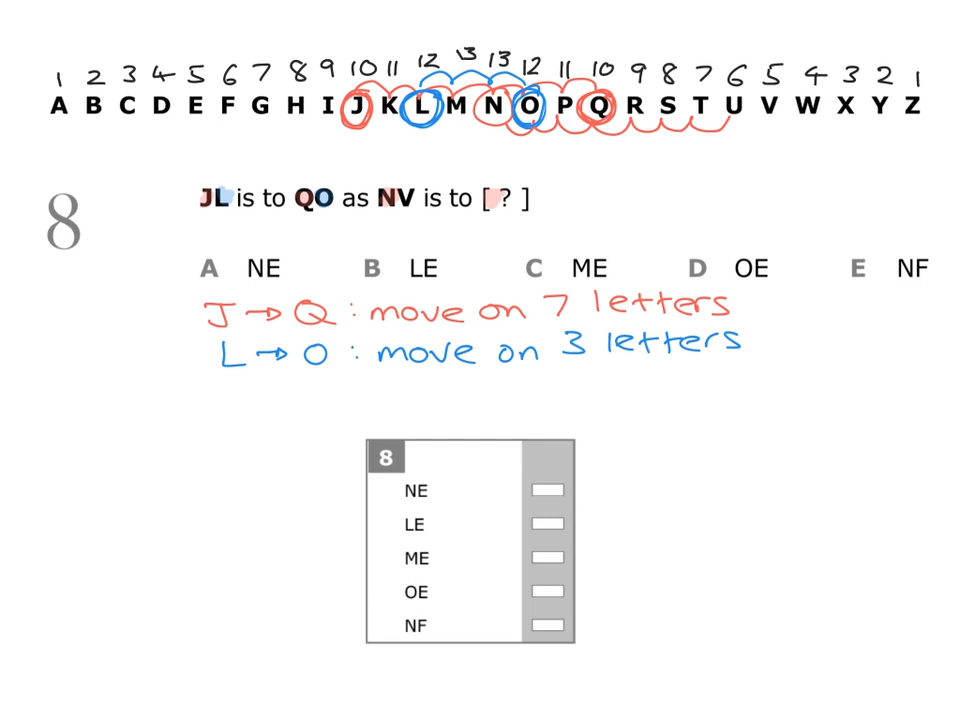 1 2 3 4 5 6 7 8 9 10 11 12 13 13 12 11 10 9 8 7 6 5 4 3 2 1
A B C D E F G H I J K L M N O P Q R S T U V W X Y Z
8 JL is to QO as NV is to [ ? ]
A NE B LE C ME D OE E NF
J → Q : move on 7 letters
L → O : move on 3 letters
8
NE
LE
ME
OE
NF